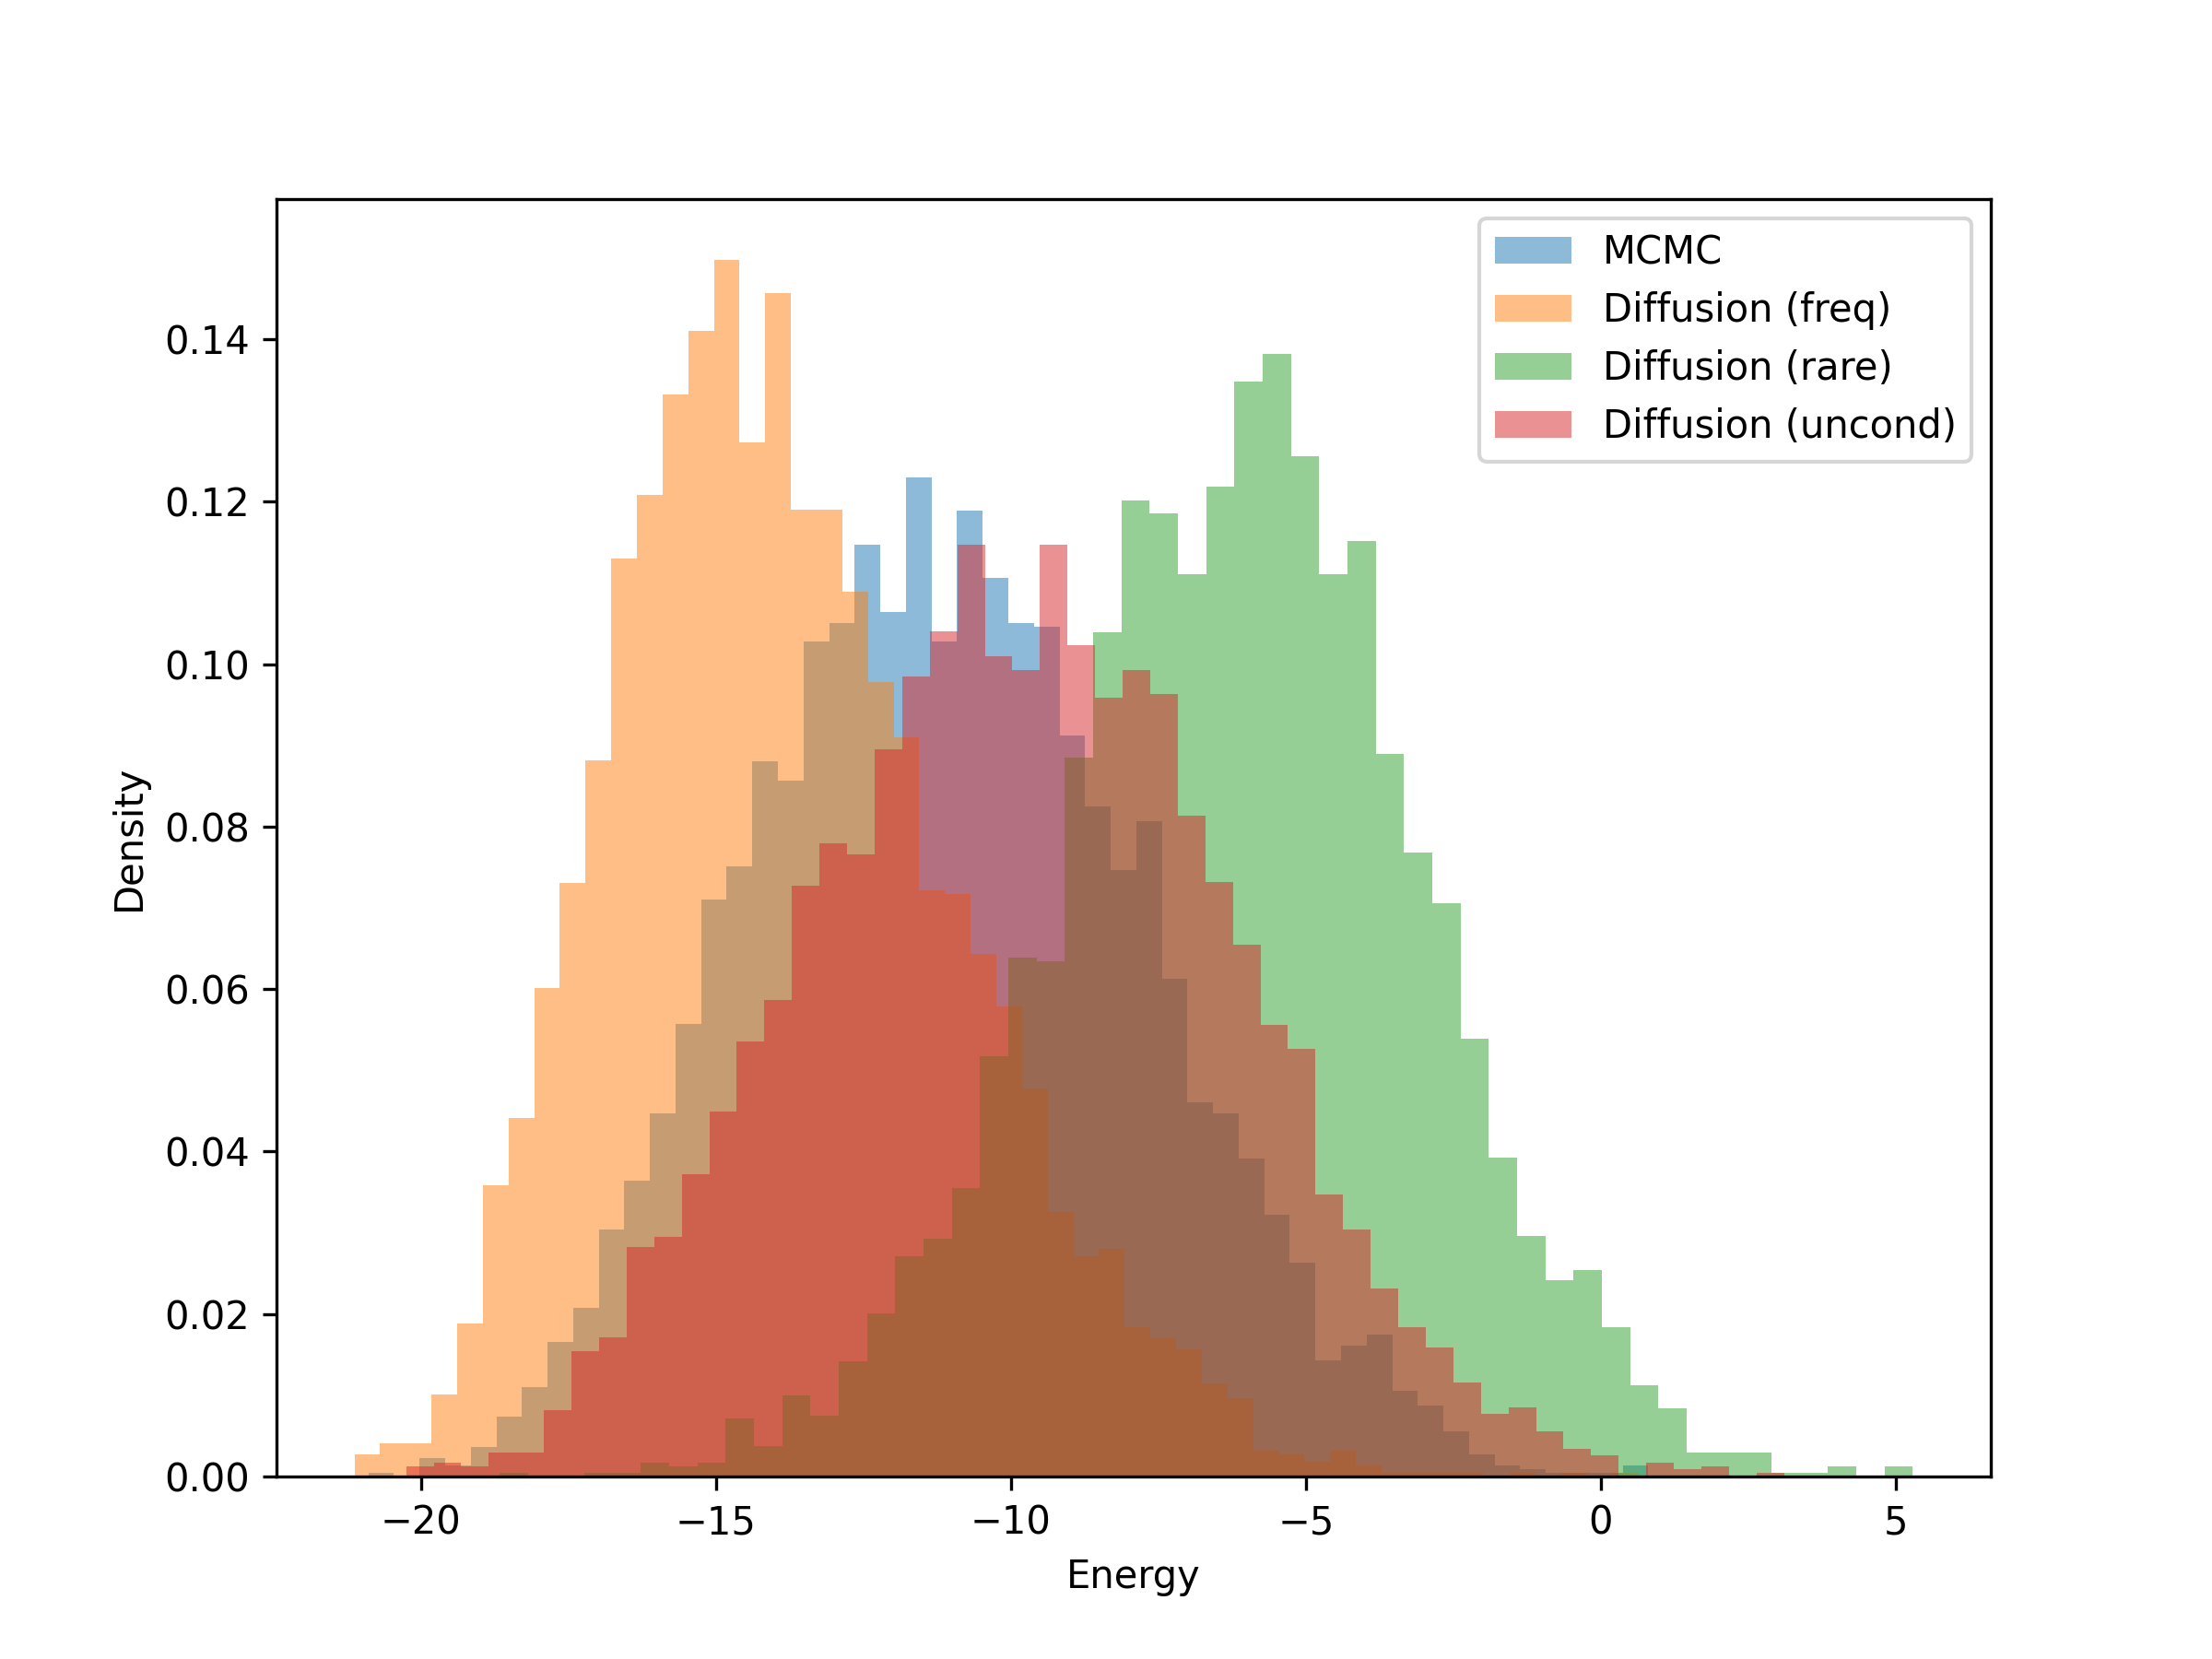 MCMC
Diffusion (freq)
Diffusion (rare)
Diffusion (uncond)
0.14
0.12
0.10
0.08
0.06
0.04
0.02
0.00
Density
−20 −15 −10 −5 0 5
Energy